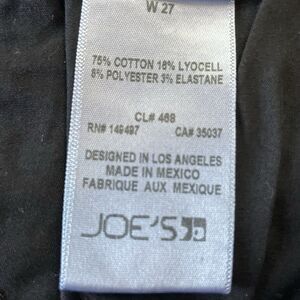 W 27
75% COTTON 18% LYOCELL
6% POLYESTER 3% ELASTANE
CL# 468
RN# 149497 CA# 35037
DESIGNED IN LOS ANGELES
MADE IN MEXICO
FABRIQUE AUX MEXIQUE
JOE'S